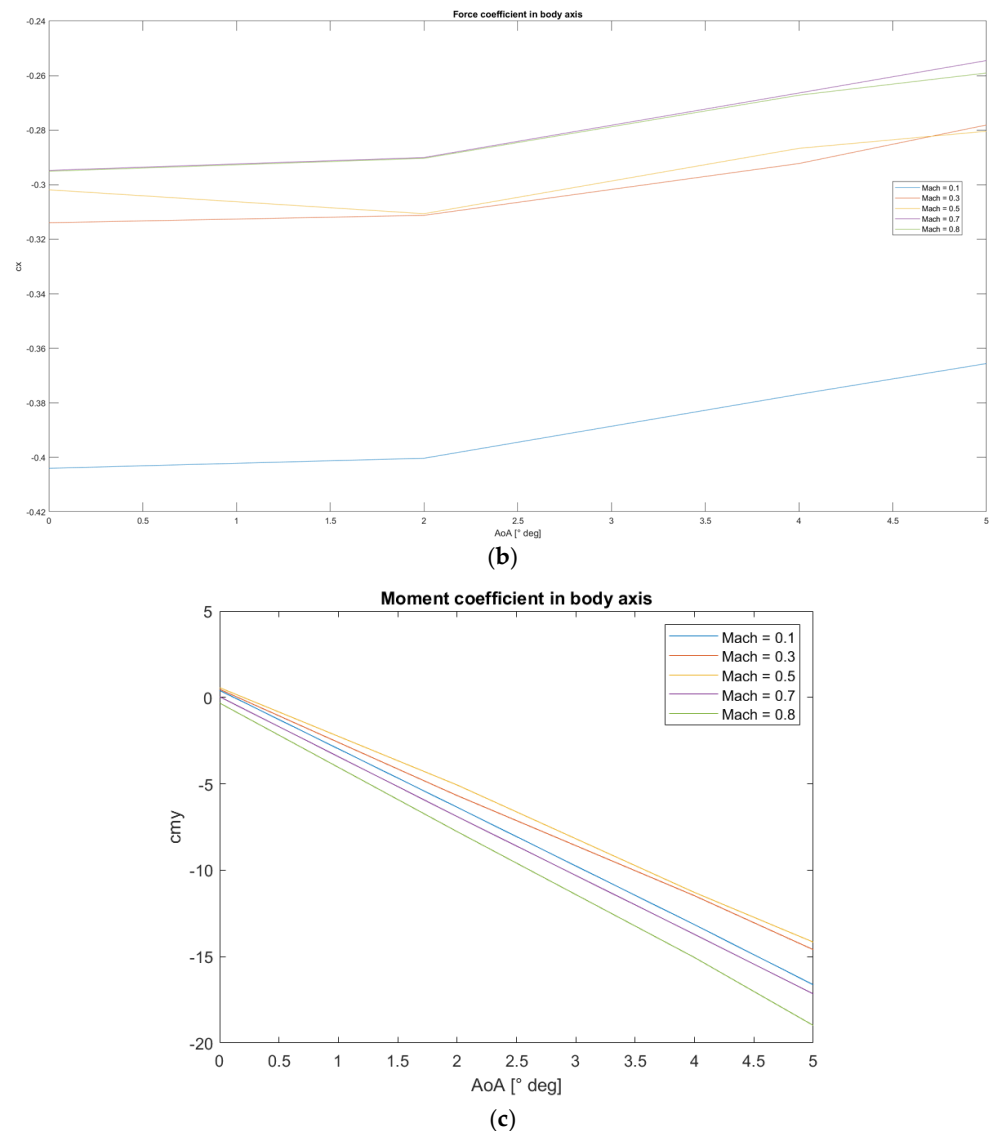 Force coefficient in body axis
-0.24
-0.26
-0.28
-0.3
-0.32
-0.34
-0.36
-0.38
-0.4
-0.42
cx
Mach = 0.1
Mach = 0.3
Mach = 0.5
Mach = 0.7
Mach = 0.8
0 0.5 1 1.5 2 2.5 3 3.5 4 4.5 5
AoA [° deg]
(b)
Moment coefficient in body axis
5
0
-5
-10
-15
-20
cmy
Mach = 0.1
Mach = 0.3
Mach = 0.5
Mach = 0.7
Mach = 0.8
0 0.5 1 1.5 2 2.5 3 3.5 4 4.5 5
AoA [° deg]
(c)